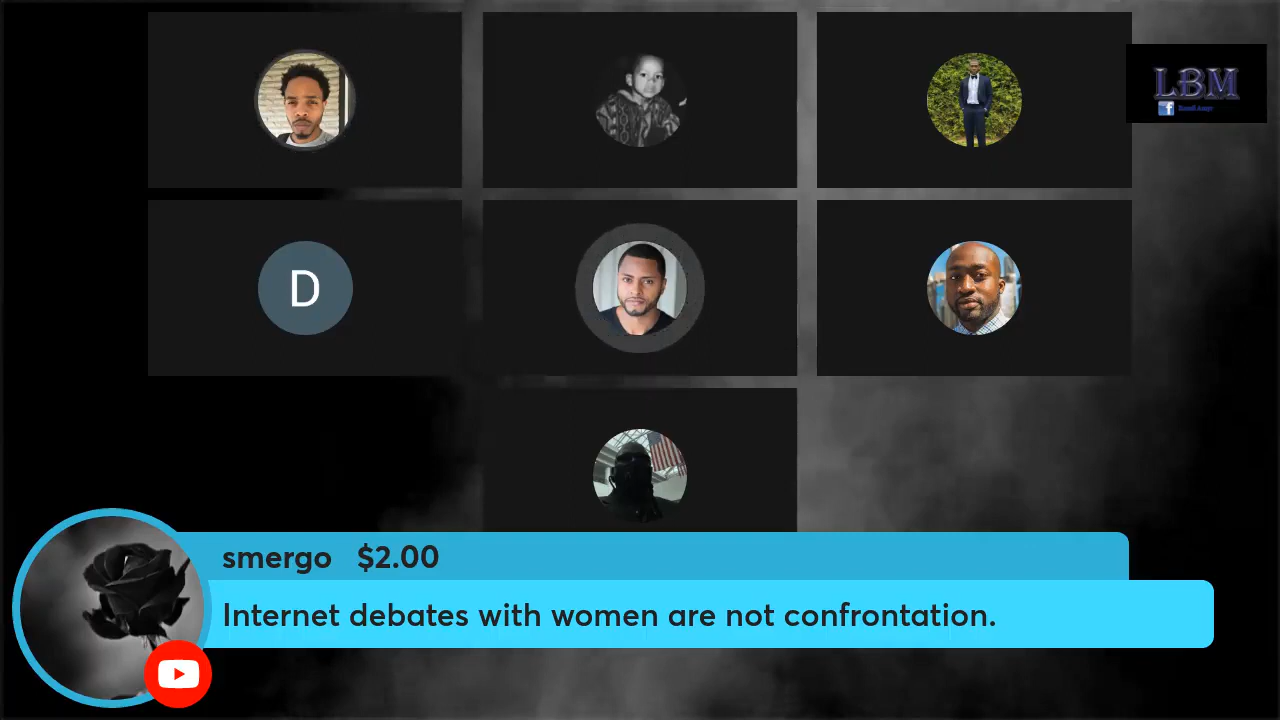 LBM
D
smergo $2.00
Internet debates with women are not confrontation.